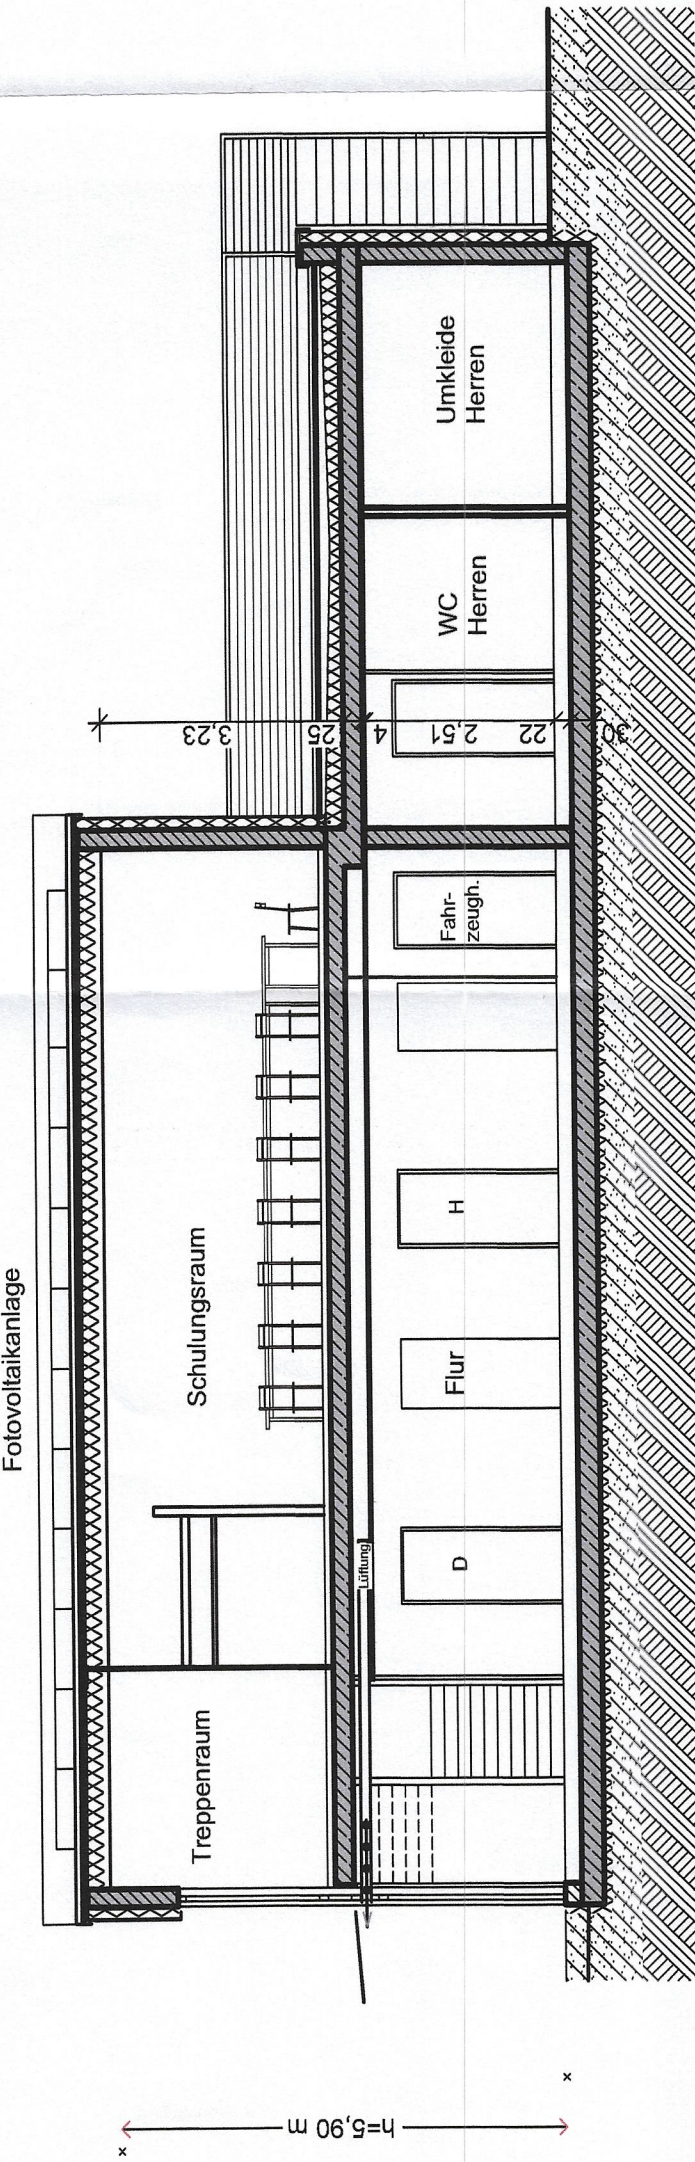 Fotovoltaikanlage
Treppenraum
Schulungsraum
Lüftung
D
Flur
H
Fahr-
zeugh.
WC
Herren
Umkleide
Herren
3,23
25
4
2,51
22
30
h=5,90 m